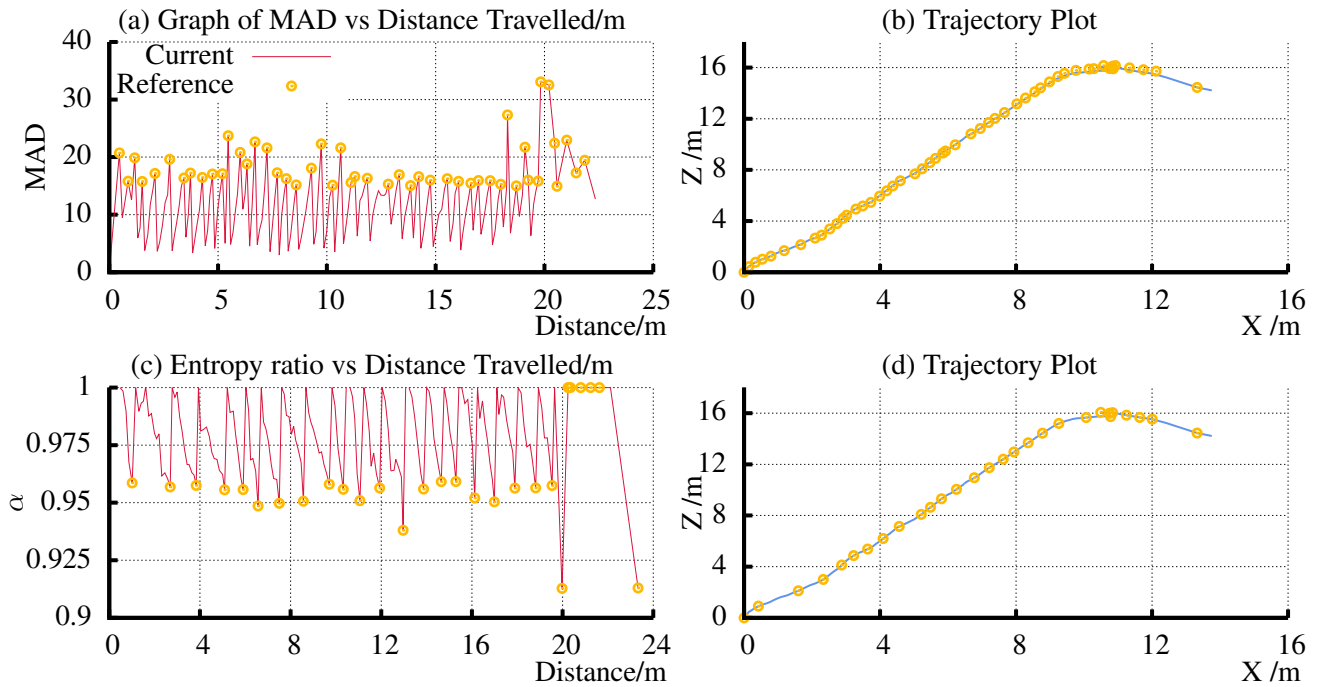 (a) Graph of MAD vs Distance Travelled/m
40
30
20
10
0
MAD
Current
Reference
0 5 10 15 20 25
Distance/m
(b) Trajectory Plot
16
12
8
4
0
Z /m
0 4 8 12 16
X /m
(c) Entropy ratio vs Distance Travelled/m
1
0.975
0.95
0.925
0.9
α
0 4 8 12 16 20 24
Distance/m
(d) Trajectory Plot
16
12
8
4
0
Z /m
0 4 8 12 16
X /m